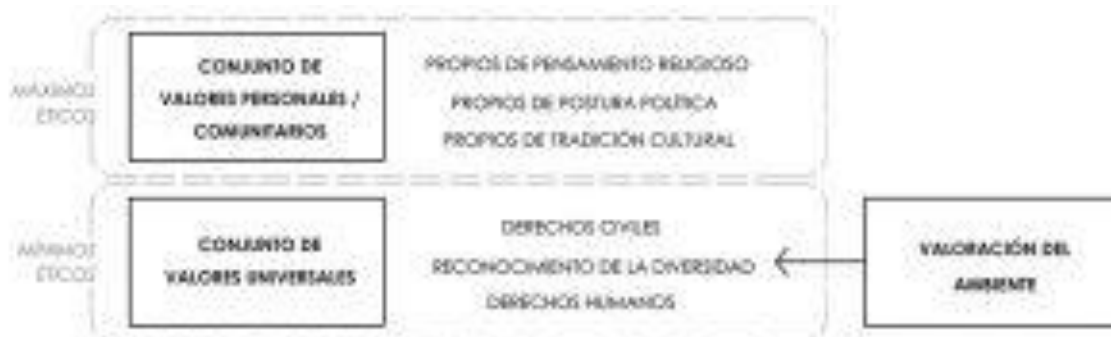 MÁXIMOS
ÉTICOS
CONJUNTO DE
VALORES PERSONALES /
COMUNITARIOS
PROPIOS DE PENSAMIENTO RELIGIOSO
PROPIOS DE POSTURA POLÍTICA
PROPIOS DE TRADICIÓN CULTURAL
MÍNIMOS
ÉTICOS
CONJUNTO DE
VALORES UNIVERSALES
DERECHOS CIVILES
RECONOCIMIENTO DE LA DIVERSIDAD
DERECHOS HUMANOS
VALORACIÓN DEL
AMBIENTE